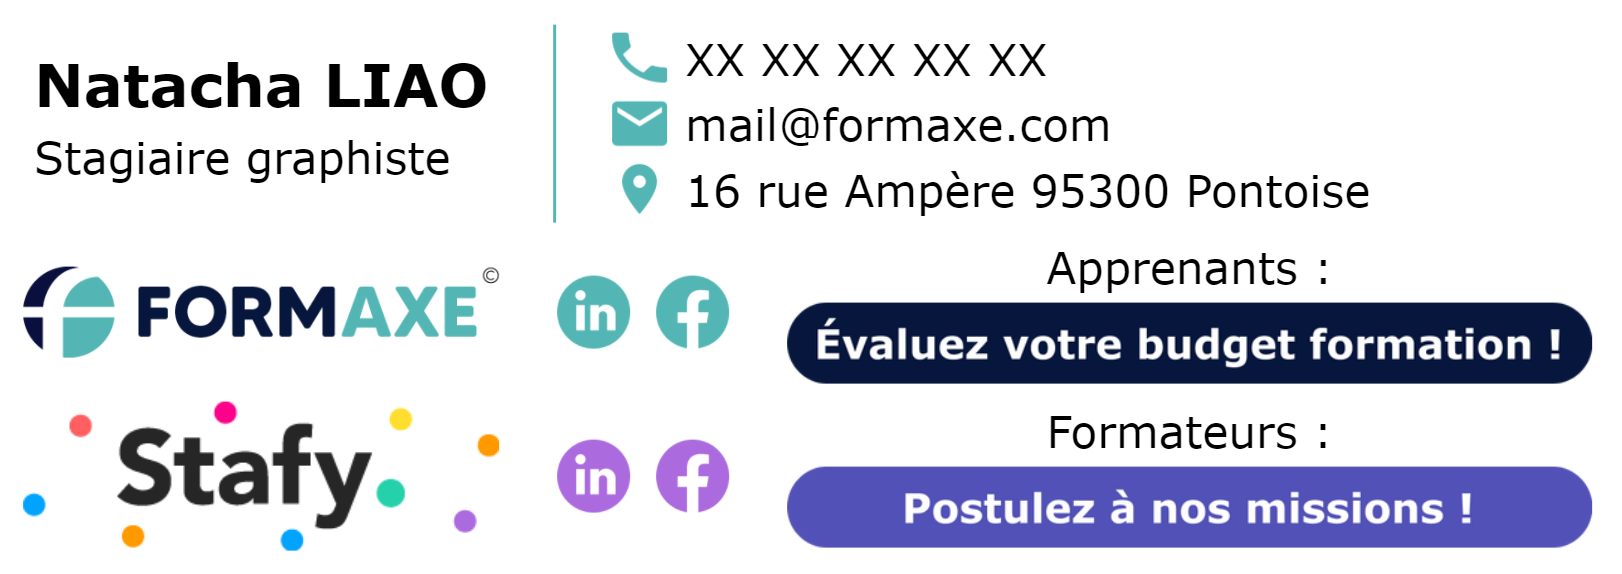 Natacha LIAO
Stagiaire graphiste
XX XX XX XX XX
mail@formaxe.com
16 rue Ampère 95300 Pontoise
FORMAXE ©
in f
Apprenants :
Évaluez votre budget formation !
Stafy
in f
Formateurs :
Postulez à nos missions !